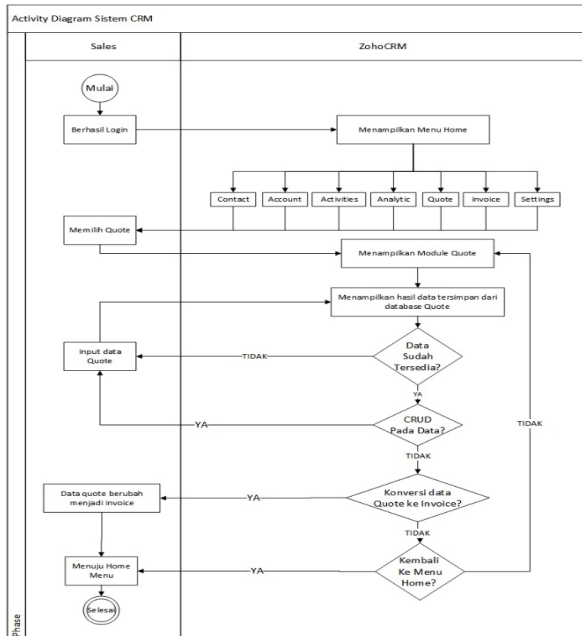 Activity Diagram Sistem CRM
Sales
ZohoCRM
Mulai
Berhasil Login
Menampilkan Menu Home
Contact
Account
Activities
Analytic
Quote
Invoice
Settings
Memilih Quote
Menampilkan Module Quote
Menampilkan hasil data tersimpan dari
database Quote
Input data
Quote
TIDAK
Data
Sudah
Tersedia?
YA
YA
CRUD
Pada Data?
TIDAK
TIDAK
Data quote berubah
menjadi invoice
YA
Konversi data
Quote ke Invoice?
TIDAK
Menuju Home
Menu
YA
Kembali
Ke Menu
Home?
Selesai
Phase